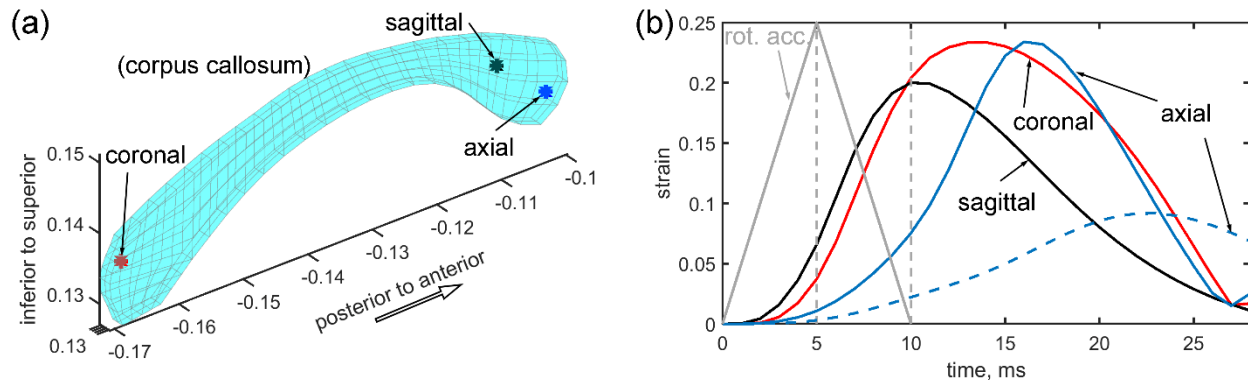 (a)
sagittal
(corpus callosum)
coronal
axial
inferior to superior
0.15
0.14
0.13
0.13
-0.17
-0.16
-0.15
-0.14
-0.13
-0.12
-0.11
-0.1
posterior to anterior
(b)
0.25
0.2
0.15
0.1
0.05
0
strain
rot. acc.
coronal
axial
sagittal
0
5
10
15
20
25
time, ms